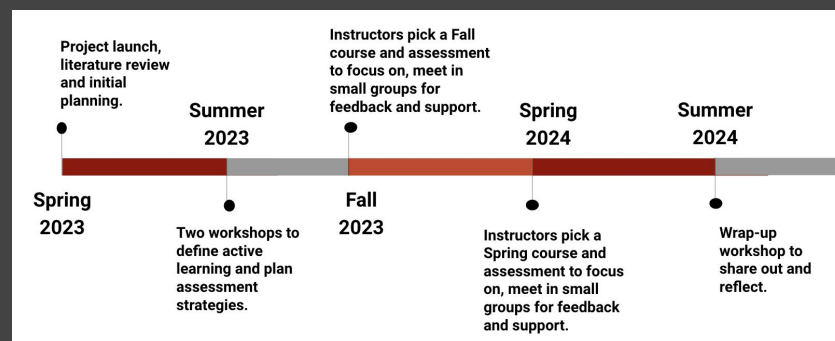 Project launch,
literature review
and initial
planning.
Spring
2023
Summer
2023
Two workshops to
define active
learning and plan
assessment
strategies.
Instructors pick a Fall
course and assessment
to focus on, meet in
small groups for
feedback and support.
Fall
2023
Spring
2024
Instructors pick a
Spring course and
assessment to focus
on, meet in small
groups for feedback
and support.
Summer
2024
Wrap-up
workshop to
share out and
reflect.